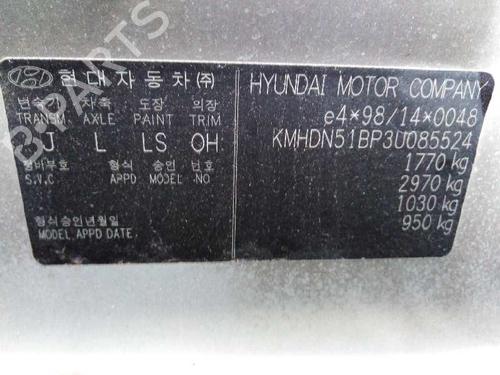 현대자동차(주)
변속기 차축 도장 의장
TRANSM. AXLE PAINT TRIM
J L LS OH
형식 승인 번호
S.V.C. APPD MODEL NO
형식승인년월일
MODEL APPD DATE
HYUNDAI MOTOR COMPANY
e4*98/14*0048
KMHDN51BP3U085524
1770 kg
2970 kg
1030 kg
950 kg
B-PARTS